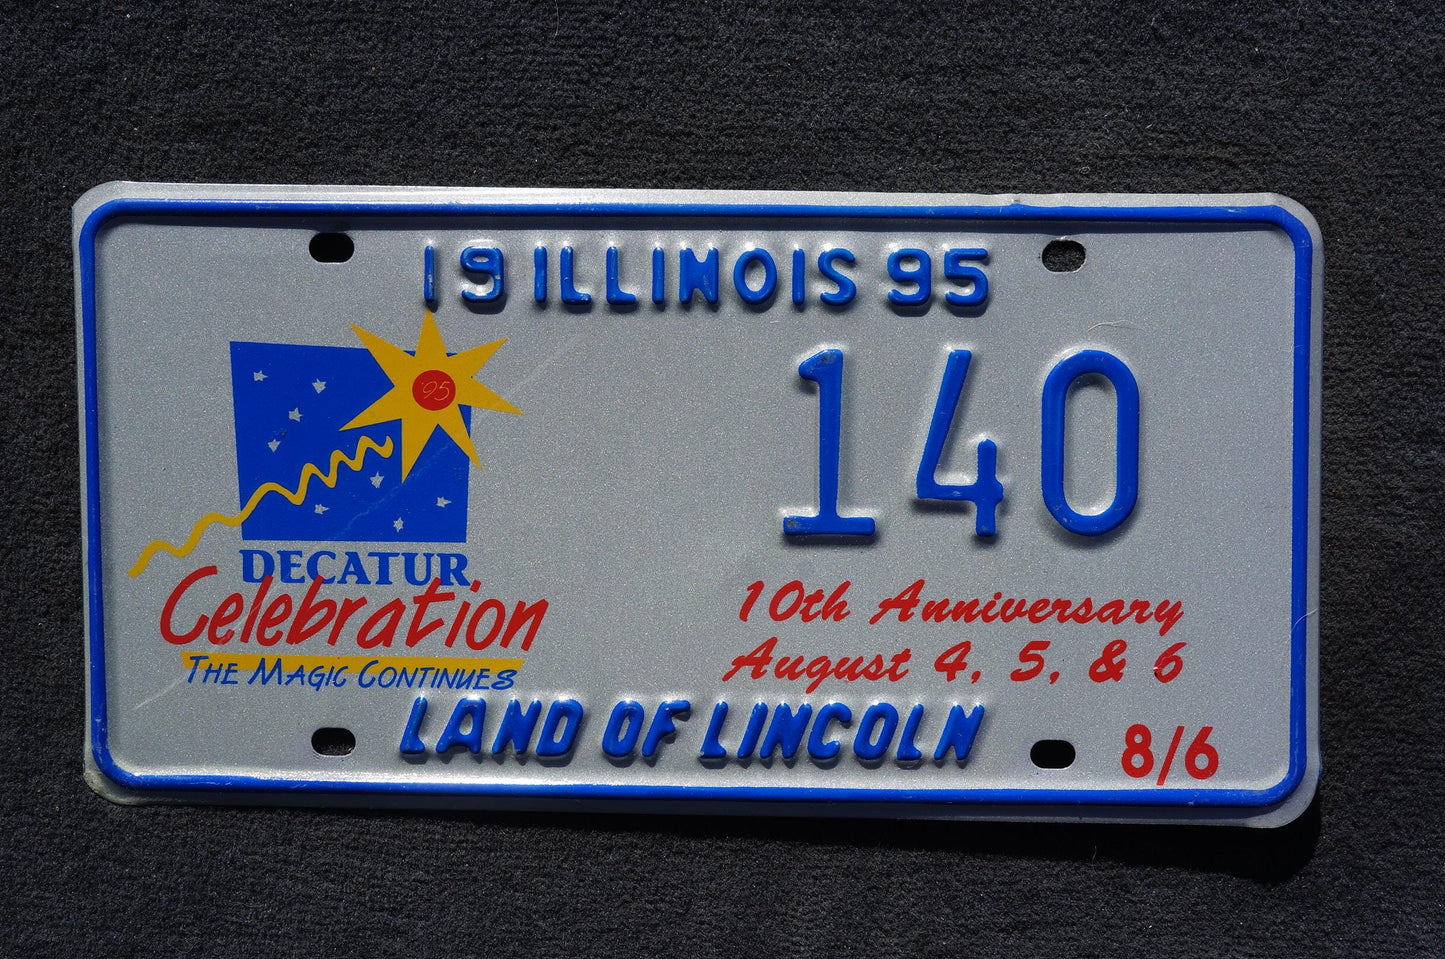 19 ILLINOIS 95
'95
140
DECATUR
Celebration
THE MAGIC CONTINUES
10th Anniversary
August 4, 5, & 6
LAND OF LINCOLN
8/6